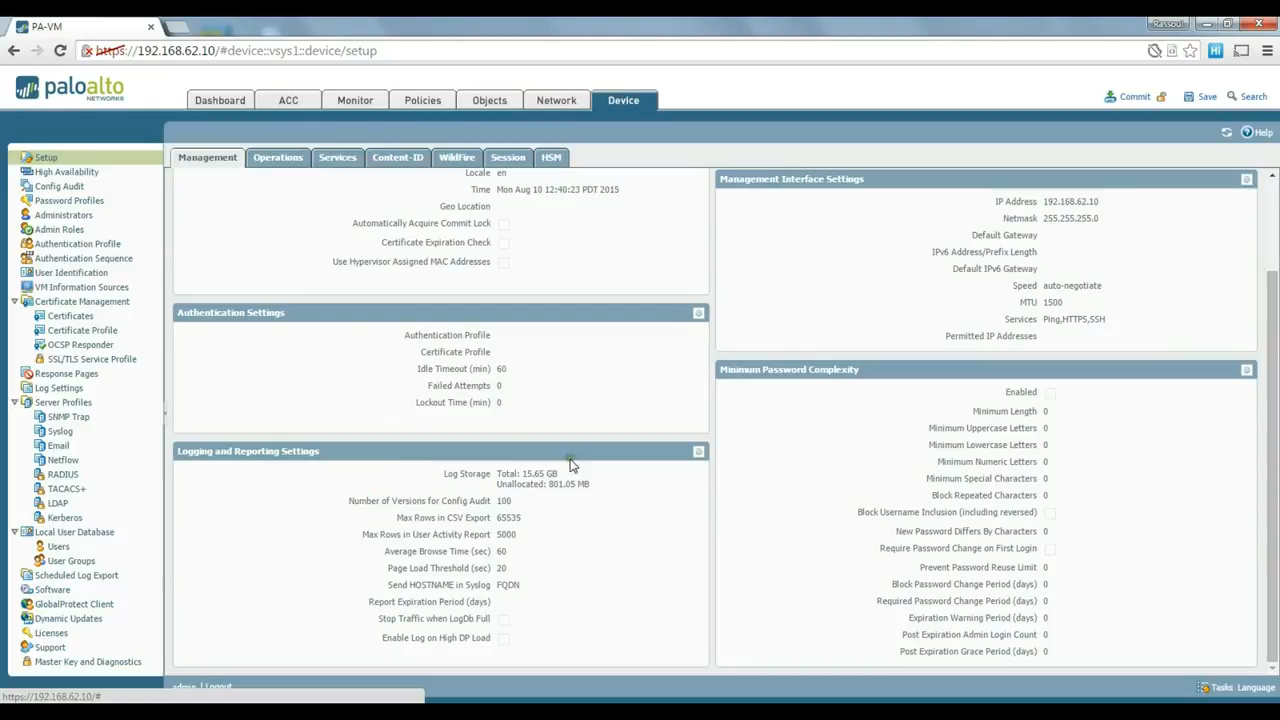 PA-VM
Rassoul
https://192.168.62.10/#device::vsys1::device/setup
paloalto
NETWORKS
Dashboard
ACC
Monitor
Policies
Objects
Network
Device
Commit
Save
Search
Help
Setup
High Availability
Config Audit
Password Profiles
Administrators
Admin Roles
Authentication Profile
Authentication Sequence
User Identification
VM Information Sources
Certificate Management
Certificates
Certificate Profile
OCSP Responder
SSL/TLS Service Profile
Response Pages
Log Settings
Server Profiles
SNMP Trap
Syslog
Email
Netflow
RADIUS
TACACS+
LDAP
Kerberos
Local User Database
Users
User Groups
Scheduled Log Export
Software
GlobalProtect Client
Dynamic Updates
Licenses
Support
Master Key and Diagnostics
Management
Operations
Services
Content-ID
WildFire
Session
HSM
Locale en
Time Mon Aug 10 12:40:23 PDT 2015
Geo Location
Automatically Acquire Commit Lock
Certificate Expiration Check
Use Hypervisor Assigned MAC Addresses
Authentication Settings
Authentication Profile
Certificate Profile
Idle Timeout (min) 60
Failed Attempts 0
Lockout Time (min) 0
Logging and Reporting Settings
Log Storage Total: 15.65 GB
Unallocated: 801.05 MB
Number of Versions for Config Audit 100
Max Rows in CSV Export 65535
Max Rows in User Activity Report 5000
Average Browse Time (sec) 60
Page Load Threshold (sec) 20
Send HOSTNAME in Syslog FQDN
Report Expiration Period (days)
Stop Traffic when LogDb Full
Enable Log on High DP Load
Management Interface Settings
IP Address 192.168.62.10
Netmask 255.255.255.0
Default Gateway
IPv6 Address/Prefix Length
Default IPv6 Gateway
Speed auto-negotiate
MTU 1500
Services Ping,HTTPS,SSH
Permitted IP Addresses
Minimum Password Complexity
Enabled
Minimum Length 0
Minimum Uppercase Letters 0
Minimum Lowercase Letters 0
Minimum Numeric Letters 0
Minimum Special Characters 0
Block Repeated Characters 0
Block Username Inclusion (including reversed)
New Password Differs By Characters 0
Require Password Change on First Login
Prevent Password Reuse Limit 0
Block Password Change Period (days) 0
Required Password Change Period (days) 0
Expiration Warning Period (days) 0
Post Expiration Admin Login Count 0
Post Expiration Grace Period (days) 0
admin | Logout
Tasks
Language
https://192.168.62.10/#